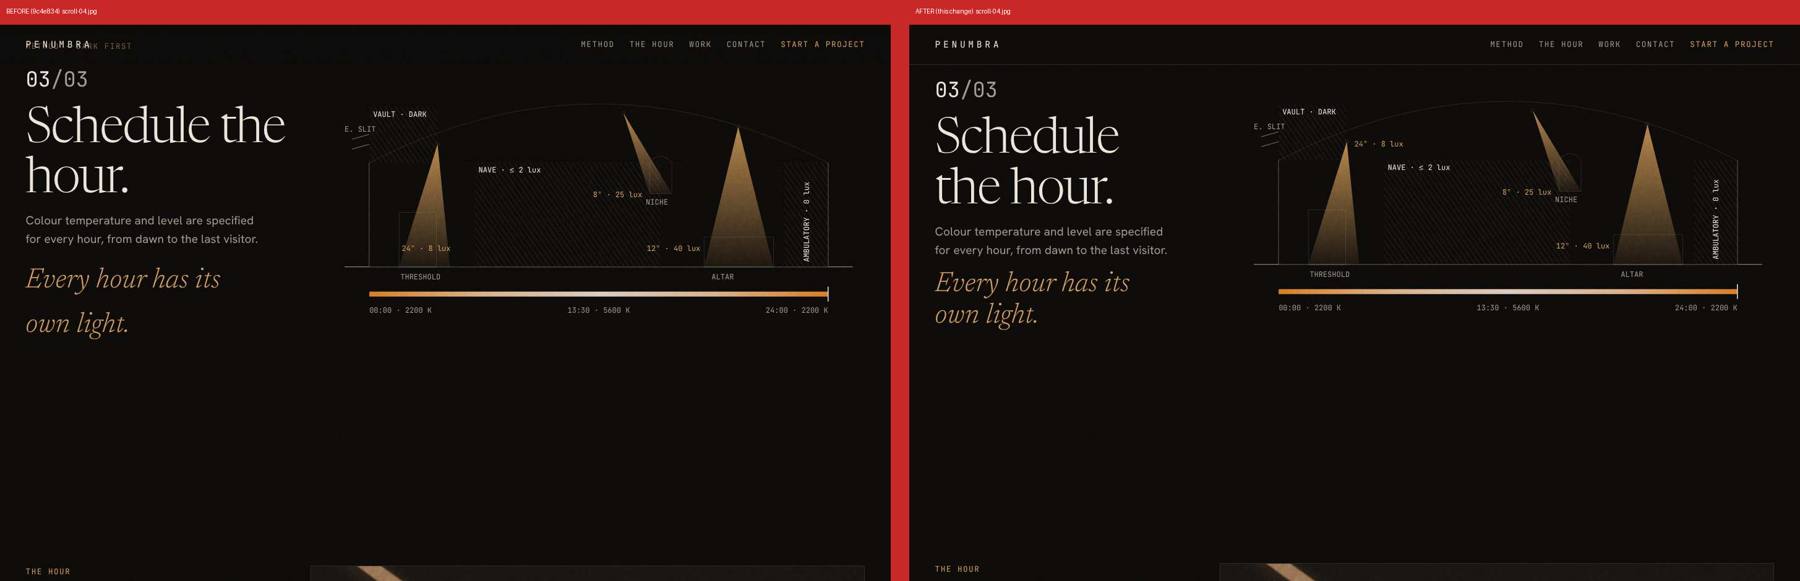 BEFORE (9c4e834) scroll-04.jpg
PENUMBRA
DARK FIRST
METHOD THE HOUR WORK CONTACT START A PROJECT
03/03
Schedule the
hour.
Colour temperature and level are specified
for every hour, from dawn to the last visitor.
Every hour has its
own light.
VAULT · DARK
E. SLIT
NAVE · ≤ 2 lux
8° · 25 lux
NICHE
24° · 8 lux
12° · 40 lux
AMBULATORY · 0 lux
THRESHOLD
ALTAR
00:00 · 2200 K
13:30 · 5600 K
24:00 · 2200 K
THE HOUR
AFTER (this change) scroll-04.jpg
PENUMBRA
METHOD THE HOUR WORK CONTACT START A PROJECT
03/03
Schedule
the hour.
Colour temperature and level are specified
for every hour, from dawn to the last visitor.
Every hour has its
own light.
VAULT · DARK
E. SLIT
24° · 8 lux
NAVE · ≤ 2 lux
8° · 25 lux
NICHE
12° · 40 lux
AMBULATORY · 0 lux
THRESHOLD
ALTAR
00:00 · 2200 K
13:30 · 5600 K
24:00 · 2200 K
THE HOUR